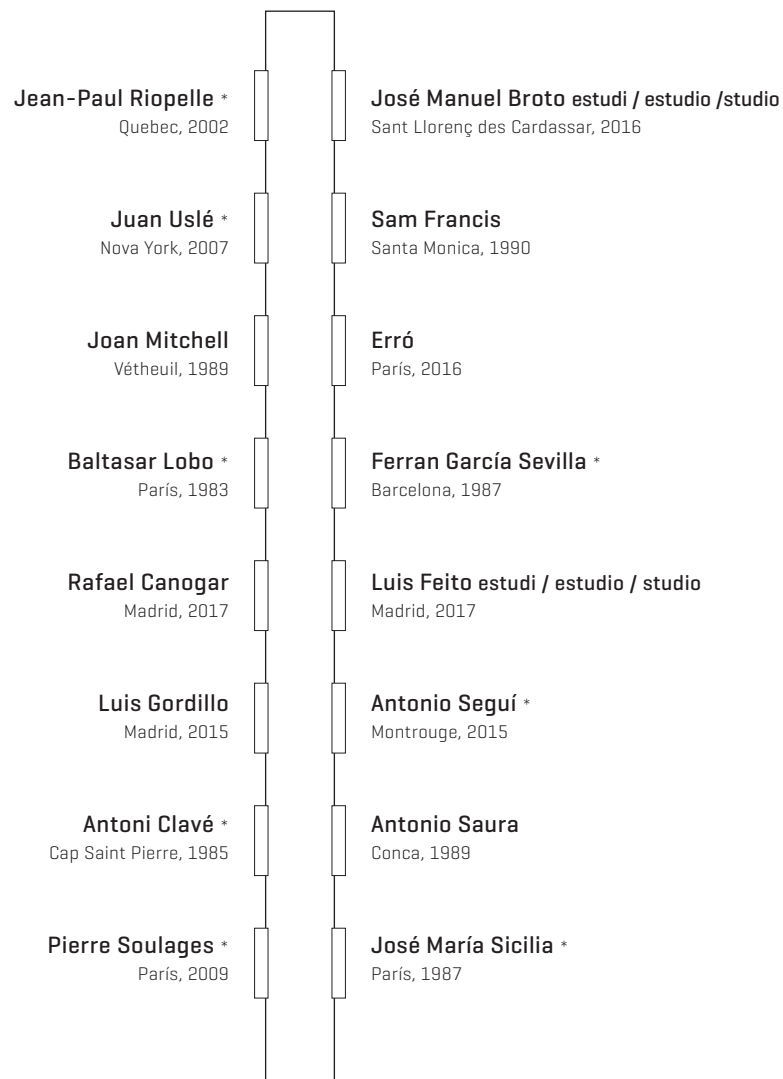 Jean-Paul Riopelle *
Quebec, 2002
José Manuel Broto estudi / estudio /studio
Sant Llorenç des Cardassar, 2016
Juan Uslé *
Nova York, 2007
Sam Francis
Santa Monica, 1990
Joan Mitchell
Vétheuil, 1989
Erró
París, 2016
Baltasar Lobo *
París, 1983
Ferran García Sevilla *
Barcelona, 1987
Rafael Canogar
Madrid, 2017
Luis Feito estudi / estudio / studio
Madrid, 2017
Luis Gordillo
Madrid, 2015
Antonio Seguí *
Montrouge, 2015
Antoni Clavé *
Cap Saint Pierre, 1985
Antonio Saura
Conca, 1989
Pierre Soulages *
París, 2009
José María Sicilia *
París, 1987